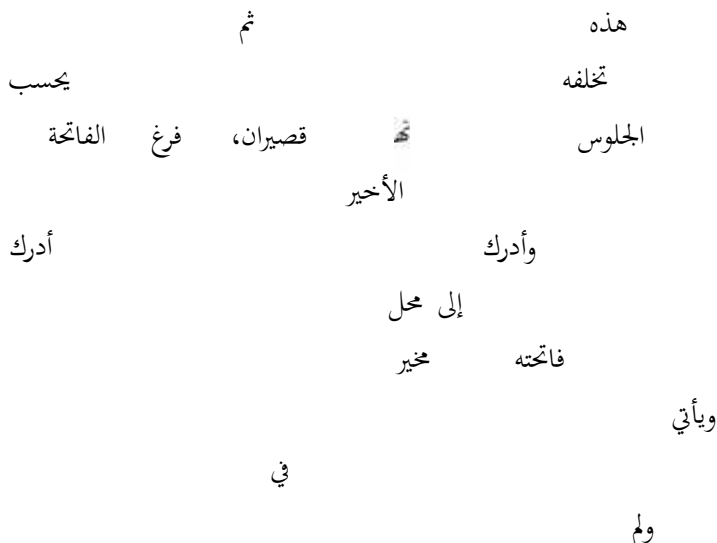 هذه ثم
تخلفه يحسب
الجلوس قصيران، فرغ الفاتحة
الأخير
وأدرك أدرك
إلى محل
فاتحته مخير
ويأتي
في
ولم